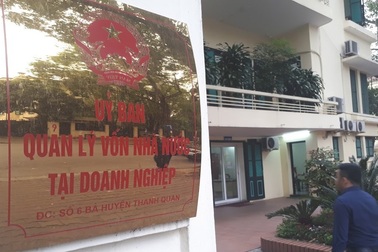 ỦY BAN
QUẢN LÝ VỐN NHÀ NƯỚC
TẠI DOANH NGHIỆP
ĐC: SỐ 6 BÀ HUYỆN THANH QUAN